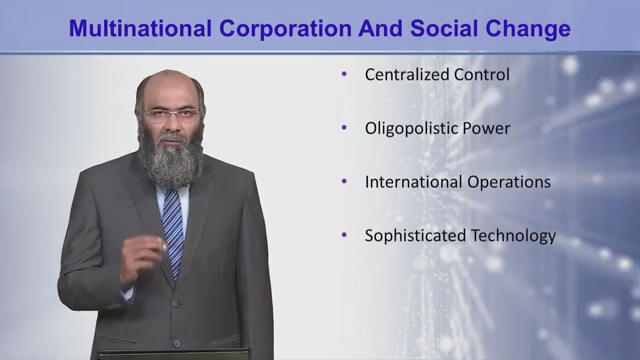 Multinational Corporation And Social Change
• Centralized Control
• Oligopolistic Power
• International Operations
• Sophisticated Technology